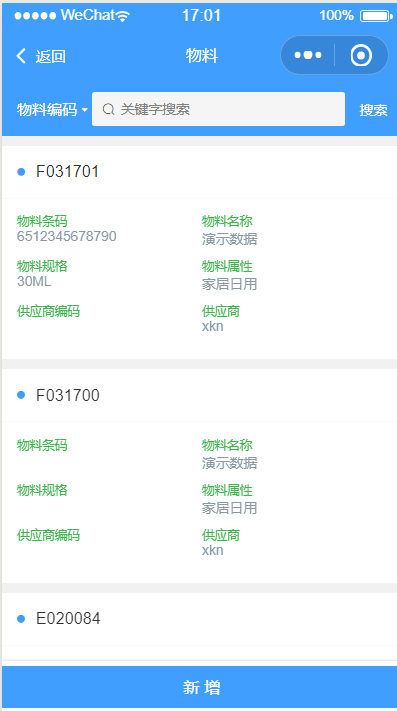 WeChat 17:01 100%
返回 物料
物料编码 关键字搜索 搜索
F031701
物料条码 物料名称
6512345678790 演示数据
物料规格 物料属性
30ML 家居日用
供应商编码 供应商
xkn
F031700
物料条码 物料名称
演示数据
物料规格 物料属性
家居日用
供应商编码 供应商
xkn
E020084
新 增